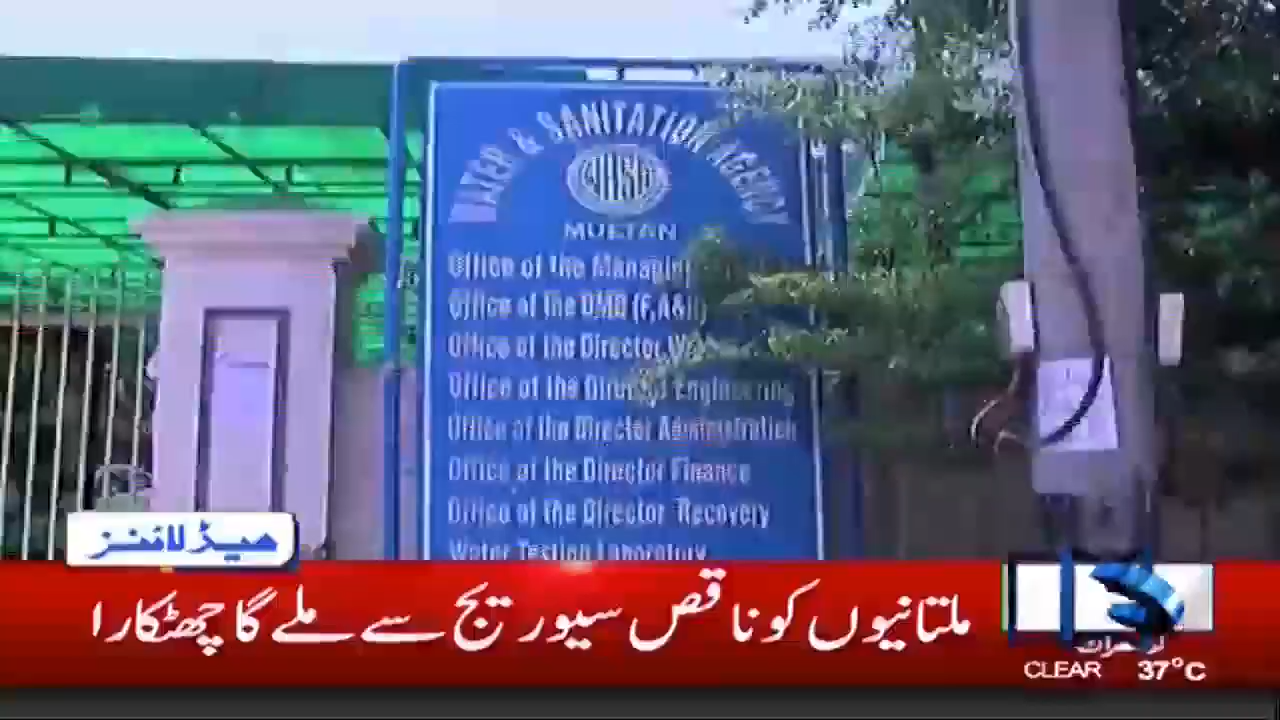 WATER & SANITATION AGENCY
MULTAN
Office of the Managing
Office of the DMD (F,A&R)
Office of the Director
Office of the Director Engineering
Office of the Director Administration
Office of the Director Finance
Office of the Director Recovery
Water Testing Laboratory
ہیڈ لائنز
ملتانیوں کو ناقص سیوریج سے ملے گا چھٹکارا
CLEAR 37°C